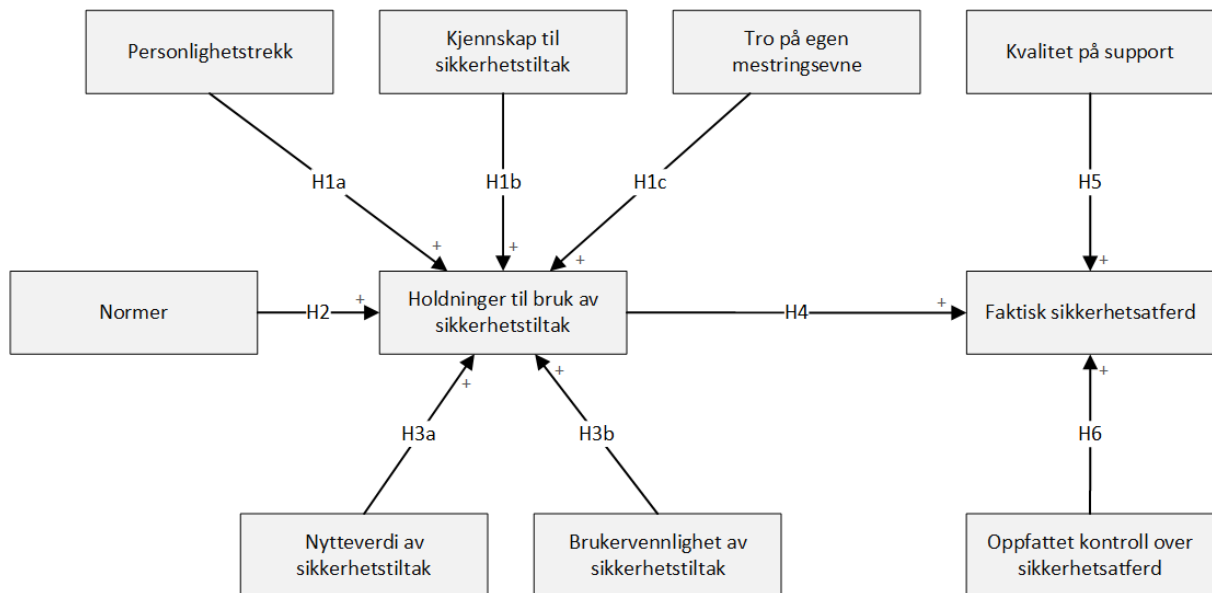 Personlighetstrekk
Kjennskap til
sikkerhetstiltak
Tro på egen
mestringsevne
Kvalitet på support
H1a
H1b
H1c
H5
+
+
+
+
Normer
H2
+
Holdninger til bruk av
sikkerhetstiltak
H4
+
Faktisk sikkerhetsatferd
+
+
+
H3a
H3b
H6
Nytteverdi av
sikkerhetstiltak
Brukervennlighet av
sikkerhetstiltak
Oppfattet kontroll over
sikkerhetsatferd